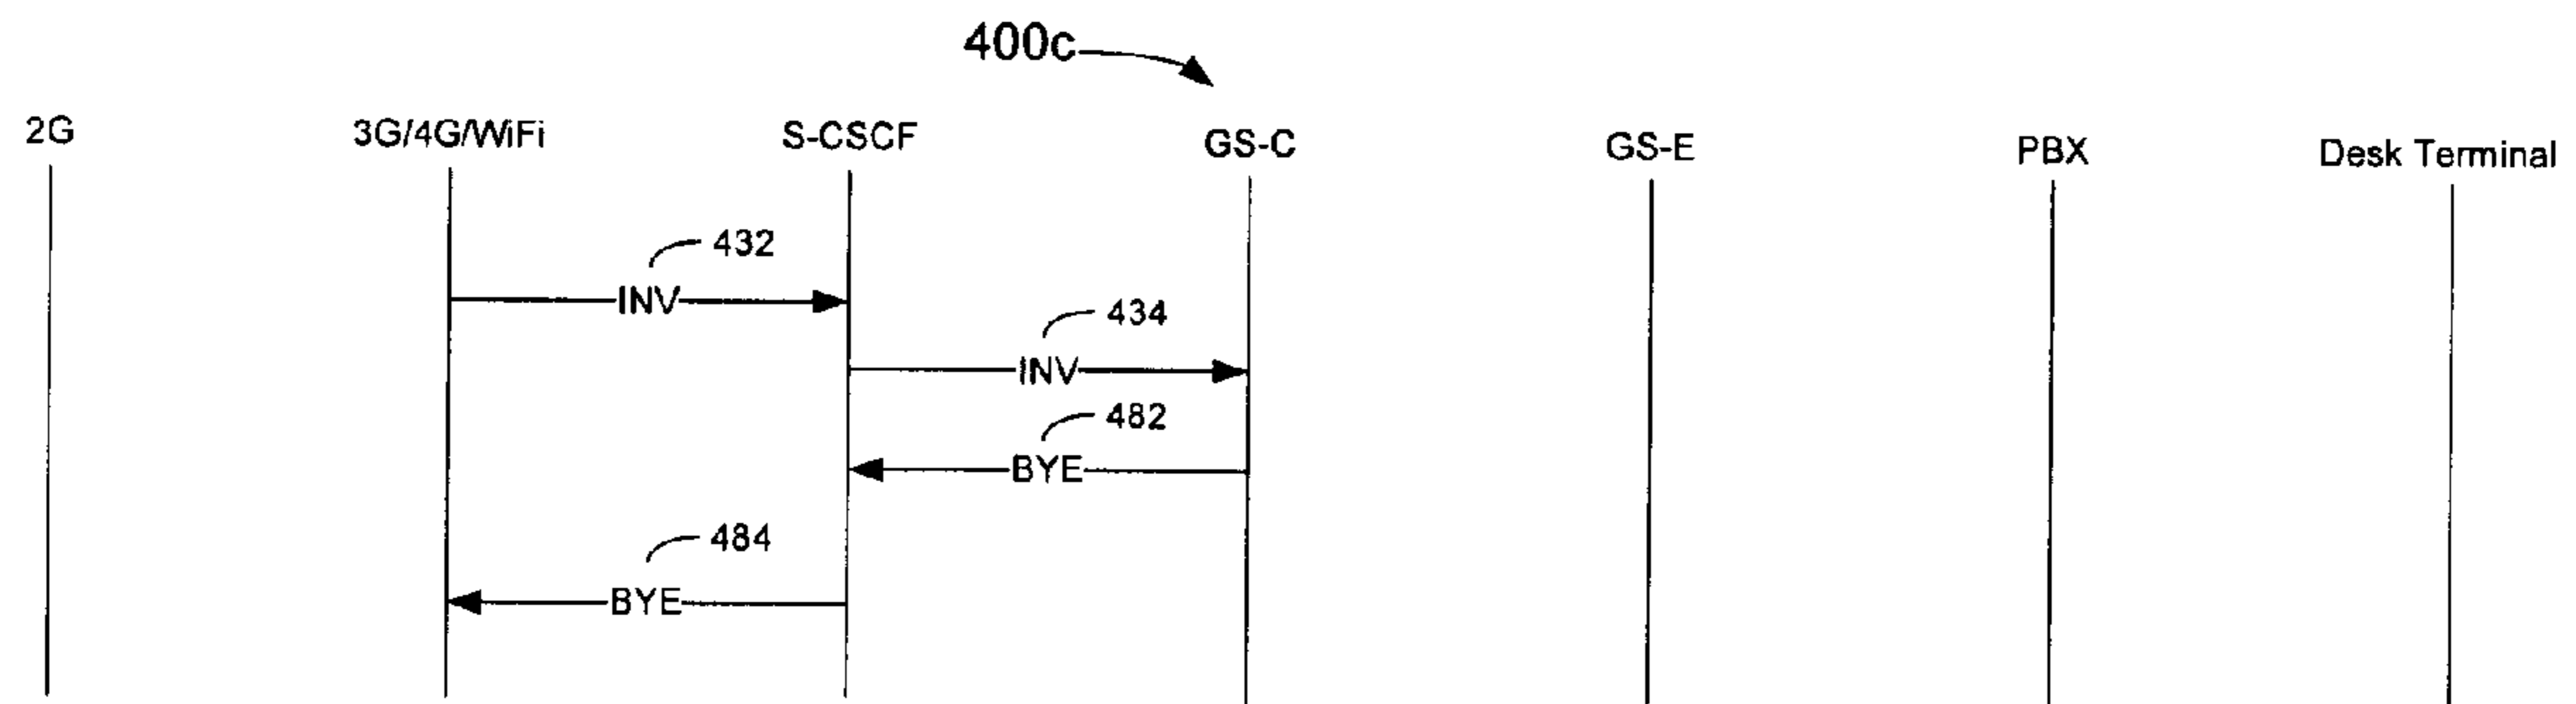 400c
2G
3G/4G/WiFi
S-CSCF
GS-C
GS-E
PBX
Desk Terminal
432
INV
434
INV
482
BYE
484
BYE